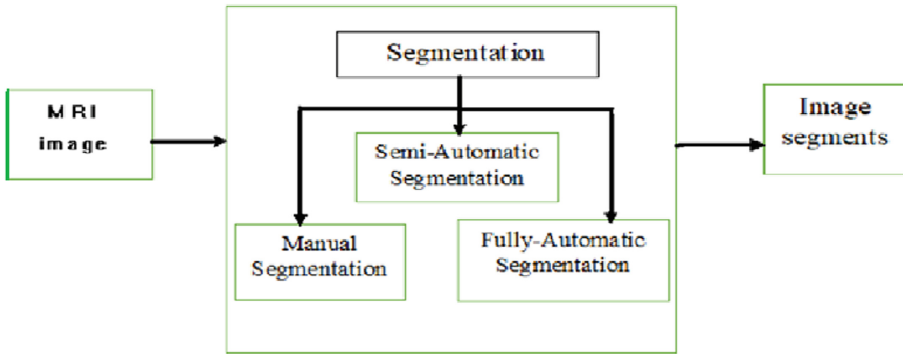 MRI
image
Segmentation
Semi-Automatic
Segmentation
Manual
Segmentation
Fully-Automatic
Segmentation
Image
segments